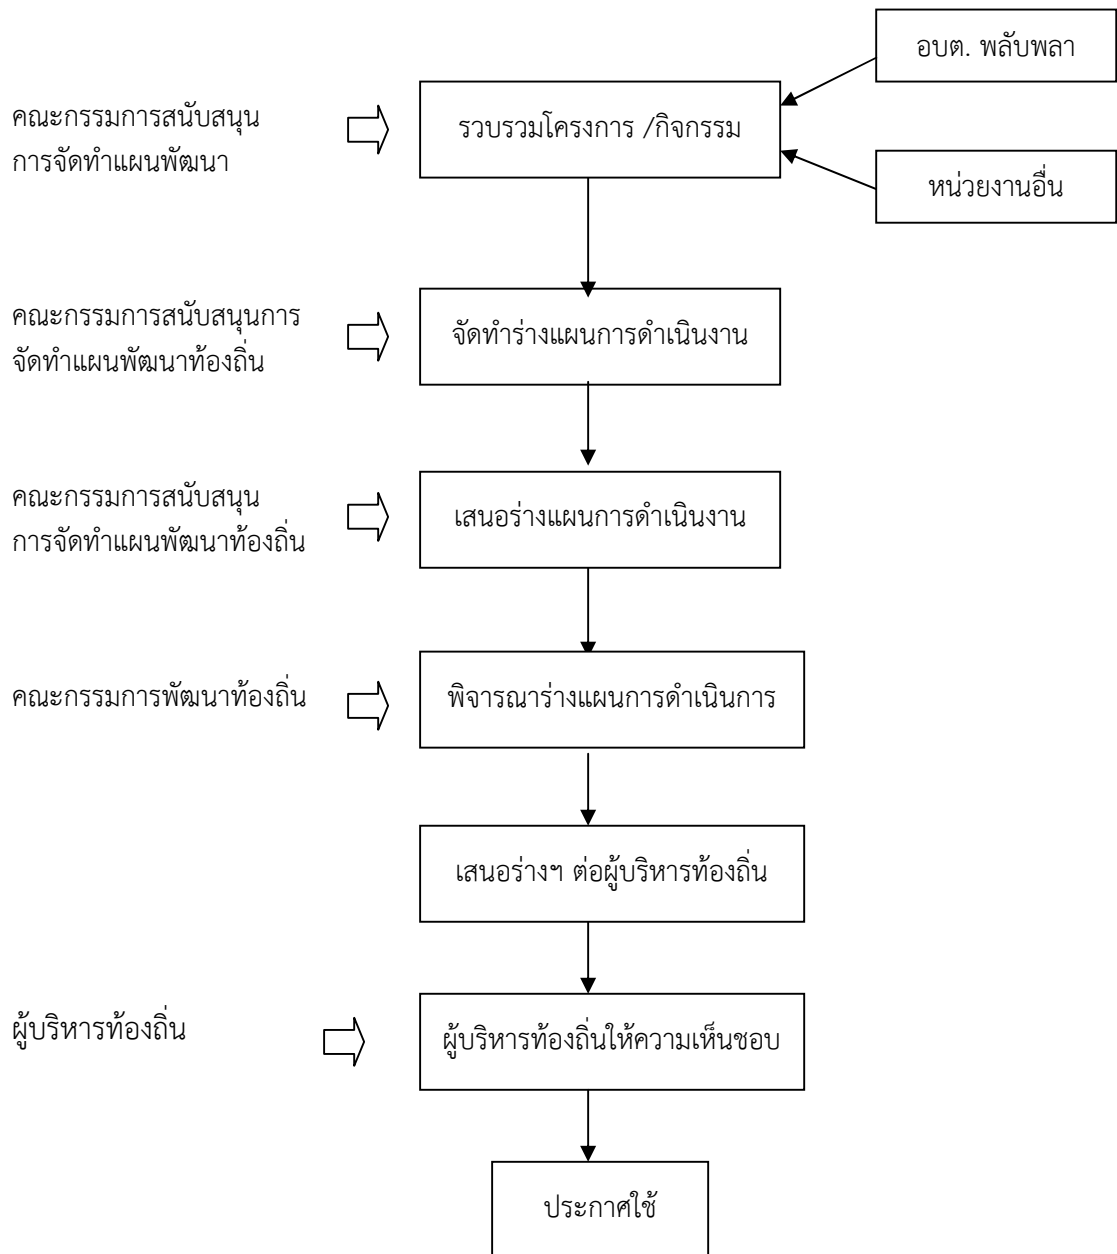 อบต. พลับพลา
คณะกรรมการสนับสนุน
การจัดทำแผนพัฒนา
รวบรวมโครงการ /กิจกรรม
หน่วยงานอื่น
คณะกรรมการสนับสนุนการ
จัดทำแผนพัฒนาท้องถิ่น
จัดทำร่างแผนการดำเนินงาน
คณะกรรมการสนับสนุน
การจัดทำแผนพัฒนาท้องถิ่น
เสนอร่างแผนการดำเนินงาน
คณะกรรมการพัฒนาท้องถิ่น
พิจารณาร่างแผนการดำเนินการ
เสนอร่างฯ ต่อผู้บริหารท้องถิ่น
ผู้บริหารท้องถิ่น
ผู้บริหารท้องถิ่นให้ความเห็นชอบ
ประกาศใช้